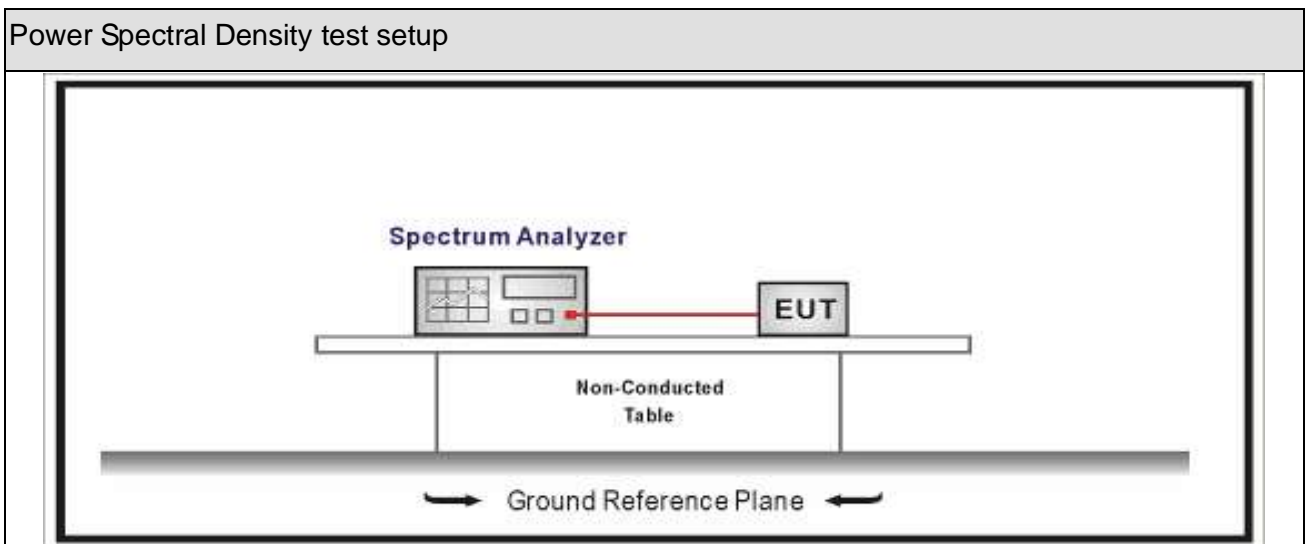 Power Spectral Density test setup
Spectrum Analyzer
EUT
Non-Conducted
Table
Ground Reference Plane